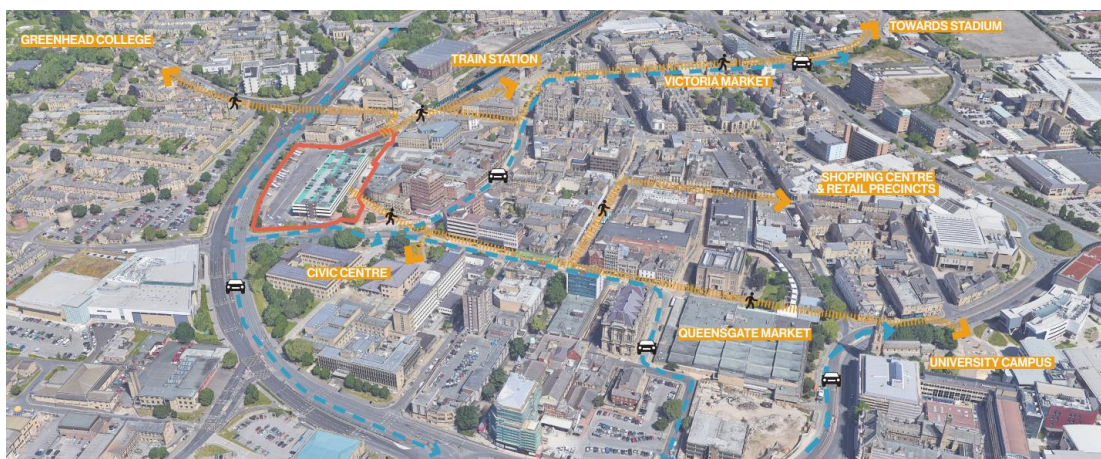 GREENHEAD COLLEGE
TRAIN STATION
TOWARDS STADIUM
VICTORIA MARKET
SHOPPING CENTRE
& RETAIL PRECINCTS
CIVIC CENTRE
QUEENSGATE MARKET
UNIVERSITY CAMPUS